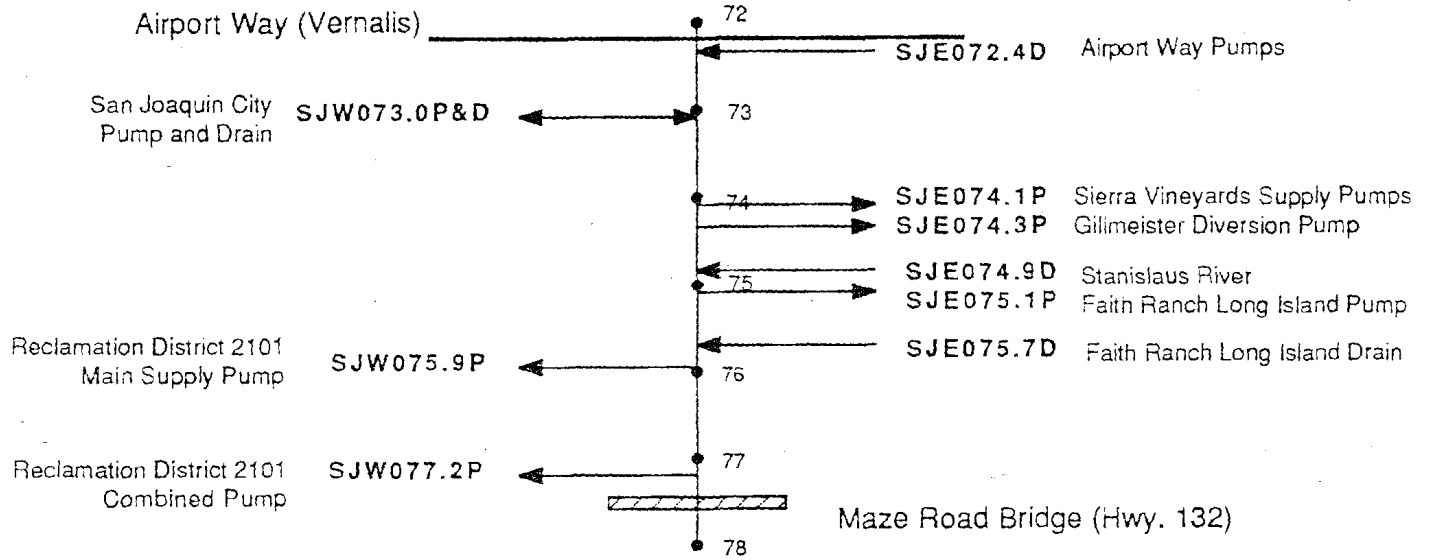 72
Airport Way (Vernalis)
SJE072.4D Airport Way Pumps
San Joaquin City
Pump and Drain
SJW073.0P&D
73
74
SJE074.1P Sierra Vineyards Supply Pumps
SJE074.3P Gillmeister Diversion Pump
SJE074.9D Stanislaus River
75
SJE075.1P Faith Ranch Long Island Pump
Reclamation District 2101
Main Supply Pump
SJW075.9P
SJE075.7D Faith Ranch Long Island Drain
76
77
Reclamation District 2101
Combined Pump
SJW077.2P
Maze Road Bridge (Hwy. 132)
78